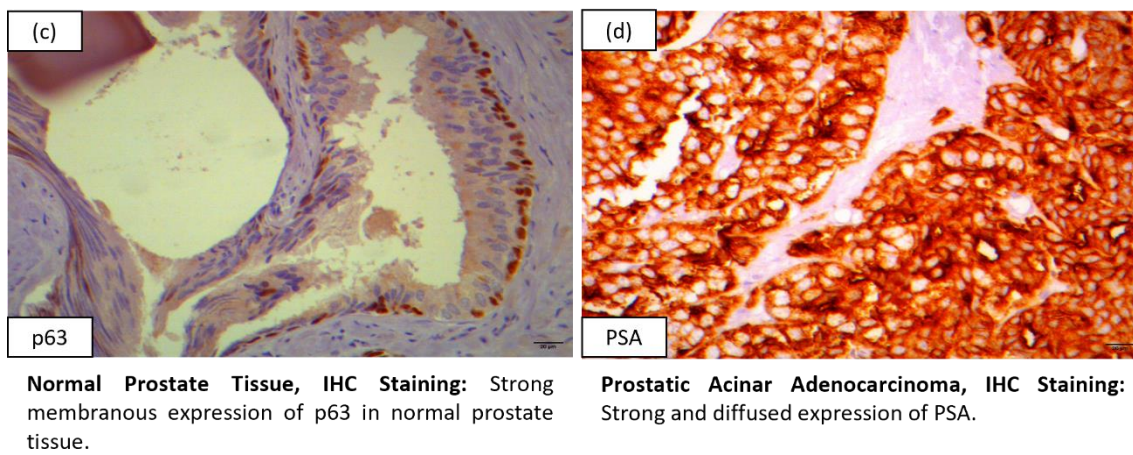 (c)
(d)
p63
PSA
Normal Prostate Tissue, IHC Staining: Strong
membranous expression of p63 in normal prostate
tissue.
Prostatic Acinar Adenocarcinoma, IHC Staining:
Strong and diffused expression of PSA.